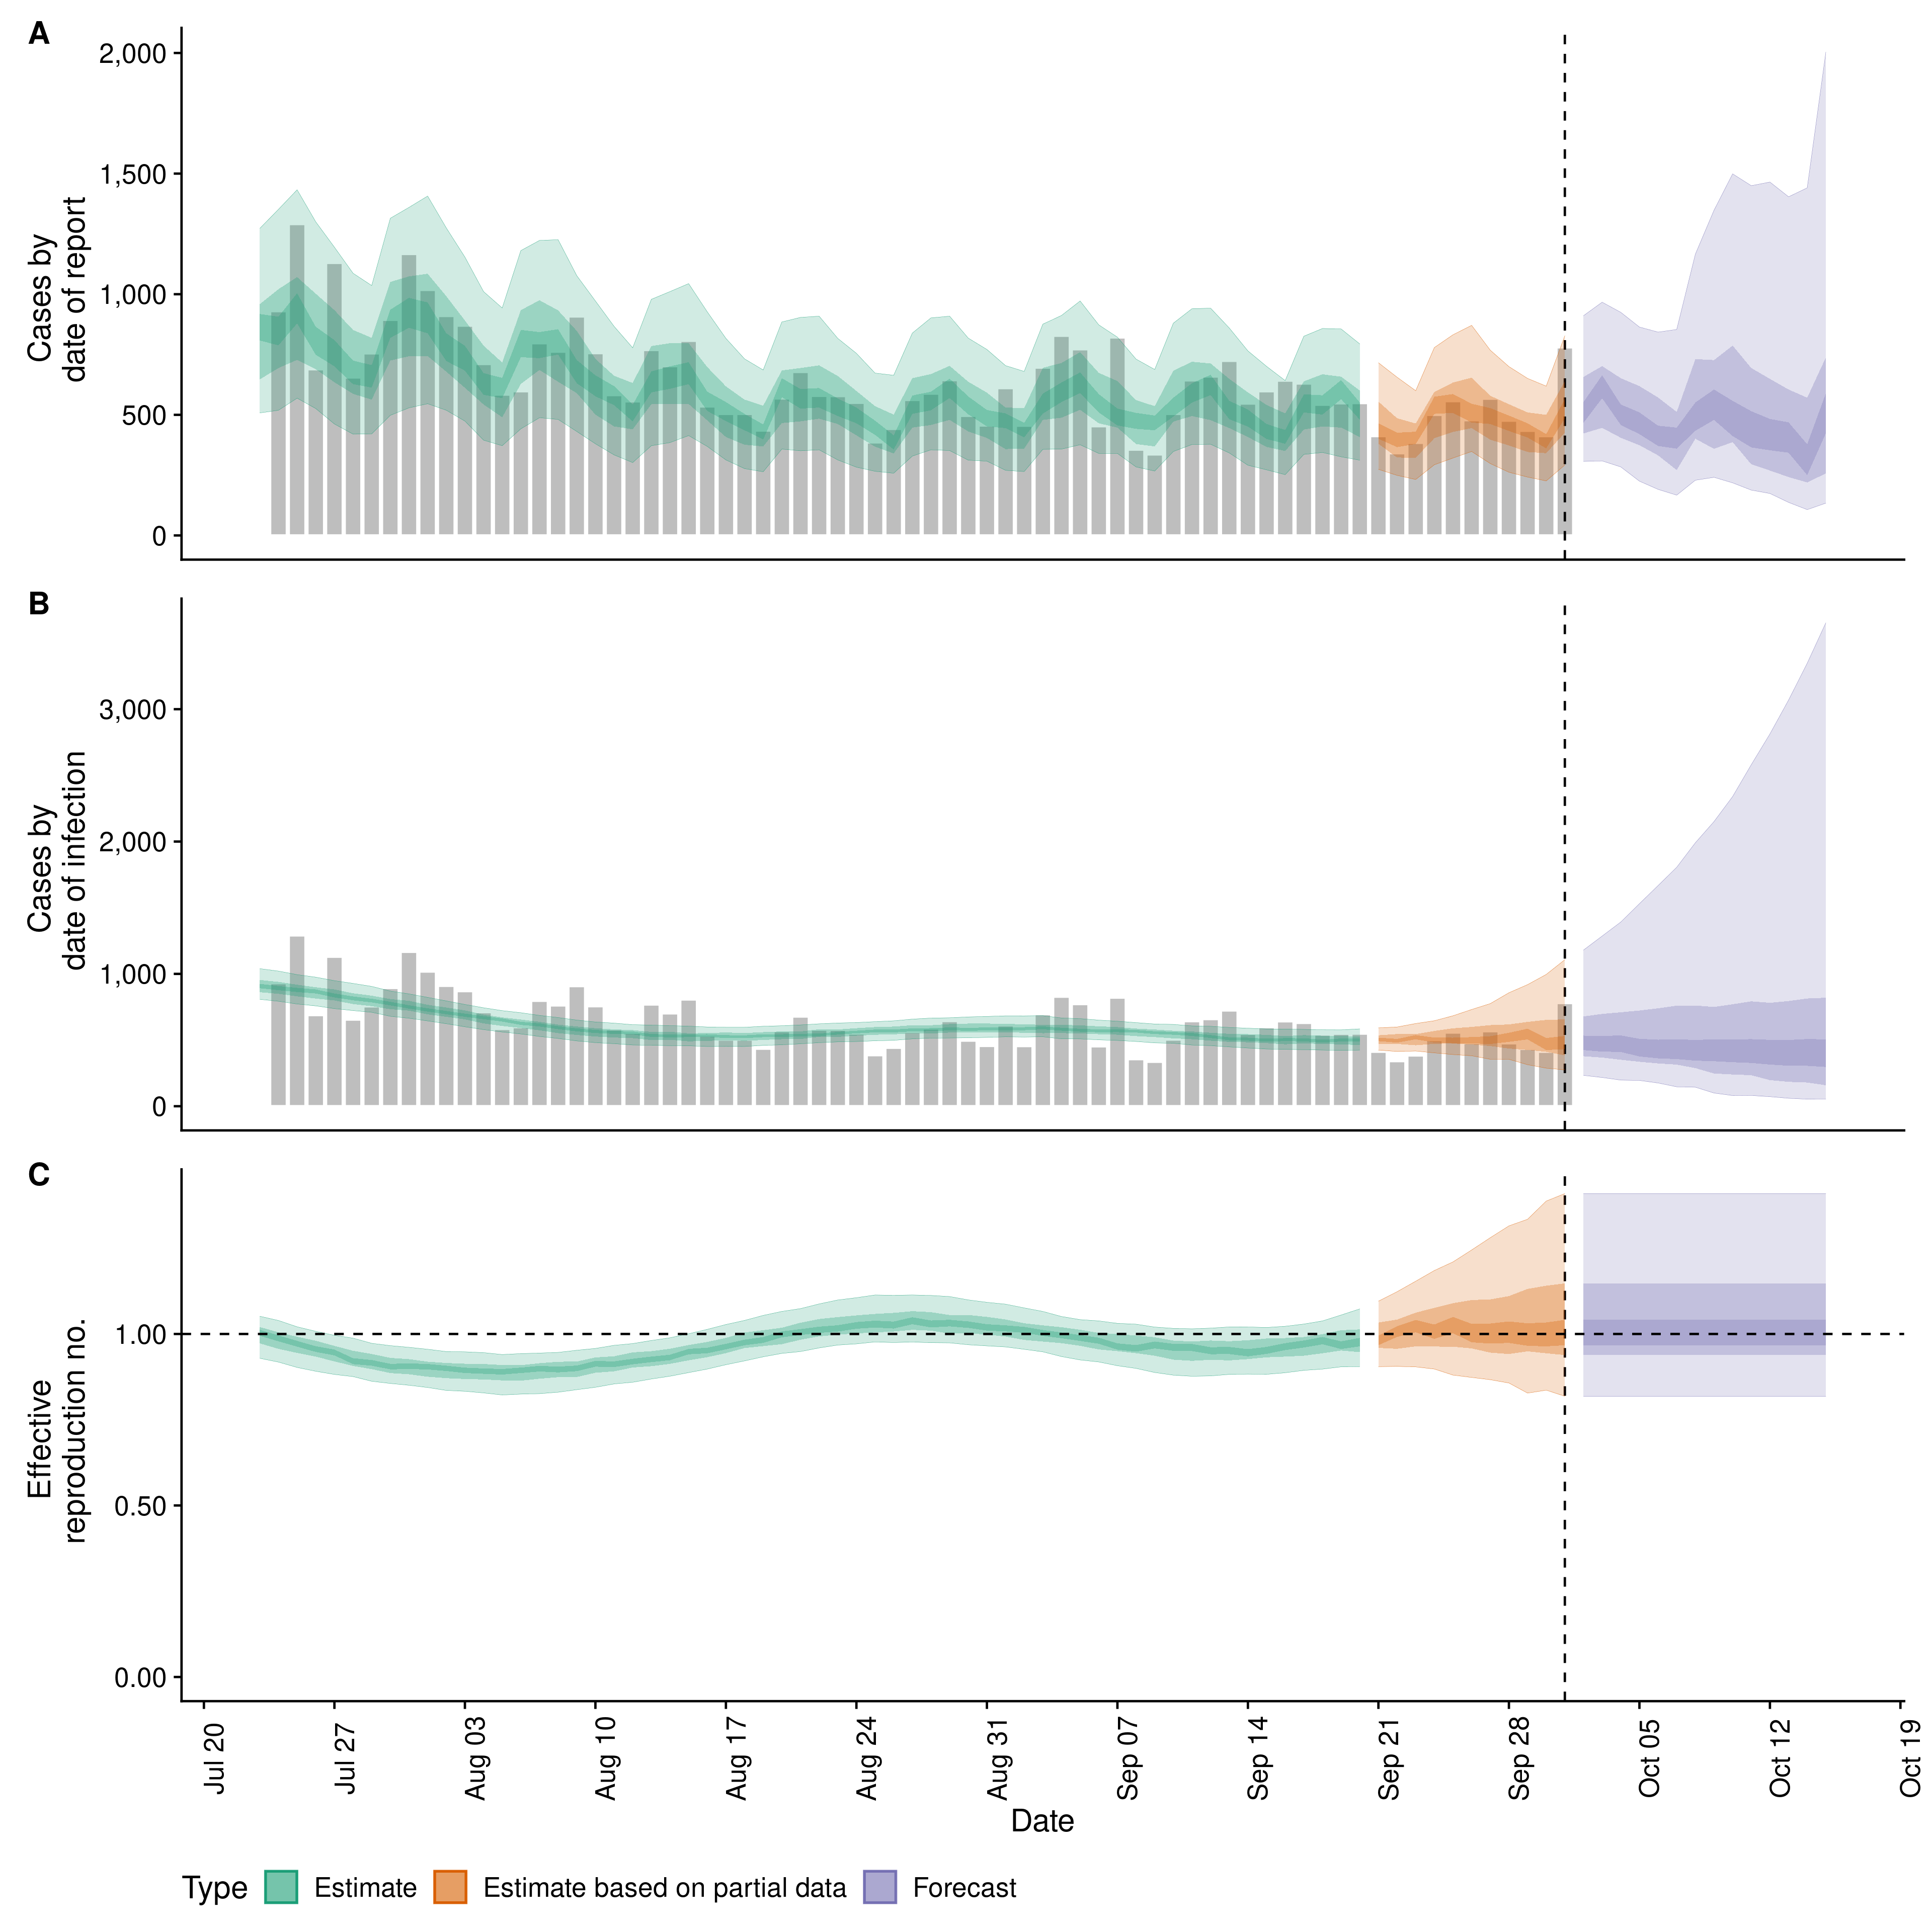 A
Cases by
date of report
2,000
1,500
1,000
500
0
B
Cases by
date of infection
3,000
2,000
1,000
0
C
Effective
reproduction no.
1.00
0.50
0.00
Jul 20
Jul 27
Aug 03
Aug 10
Aug 17
Aug 24
Aug 31
Sep 07
Sep 14
Sep 21
Sep 28
Oct 05
Oct 12
Oct 19
Date
Type Estimate Estimate based on partial data Forecast